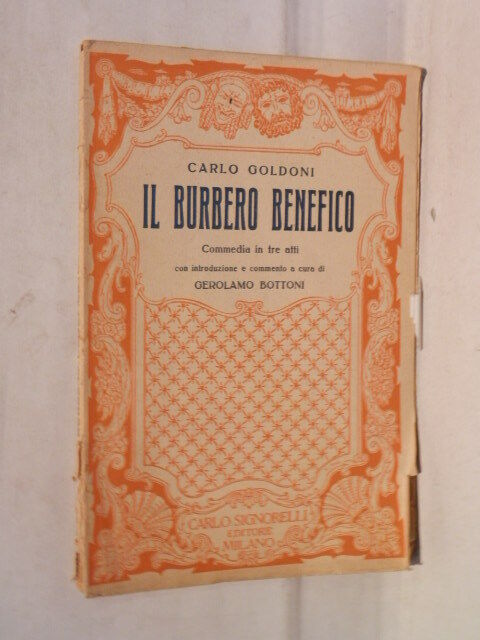 CARLO GOLDONI
IL BURBERO BENEFICO
Commedia in tre atti
con introduzione e commento a cura di
GEROLAMO BOTTONI
CARLO SIGNORELLI
EDITORE
MILANO